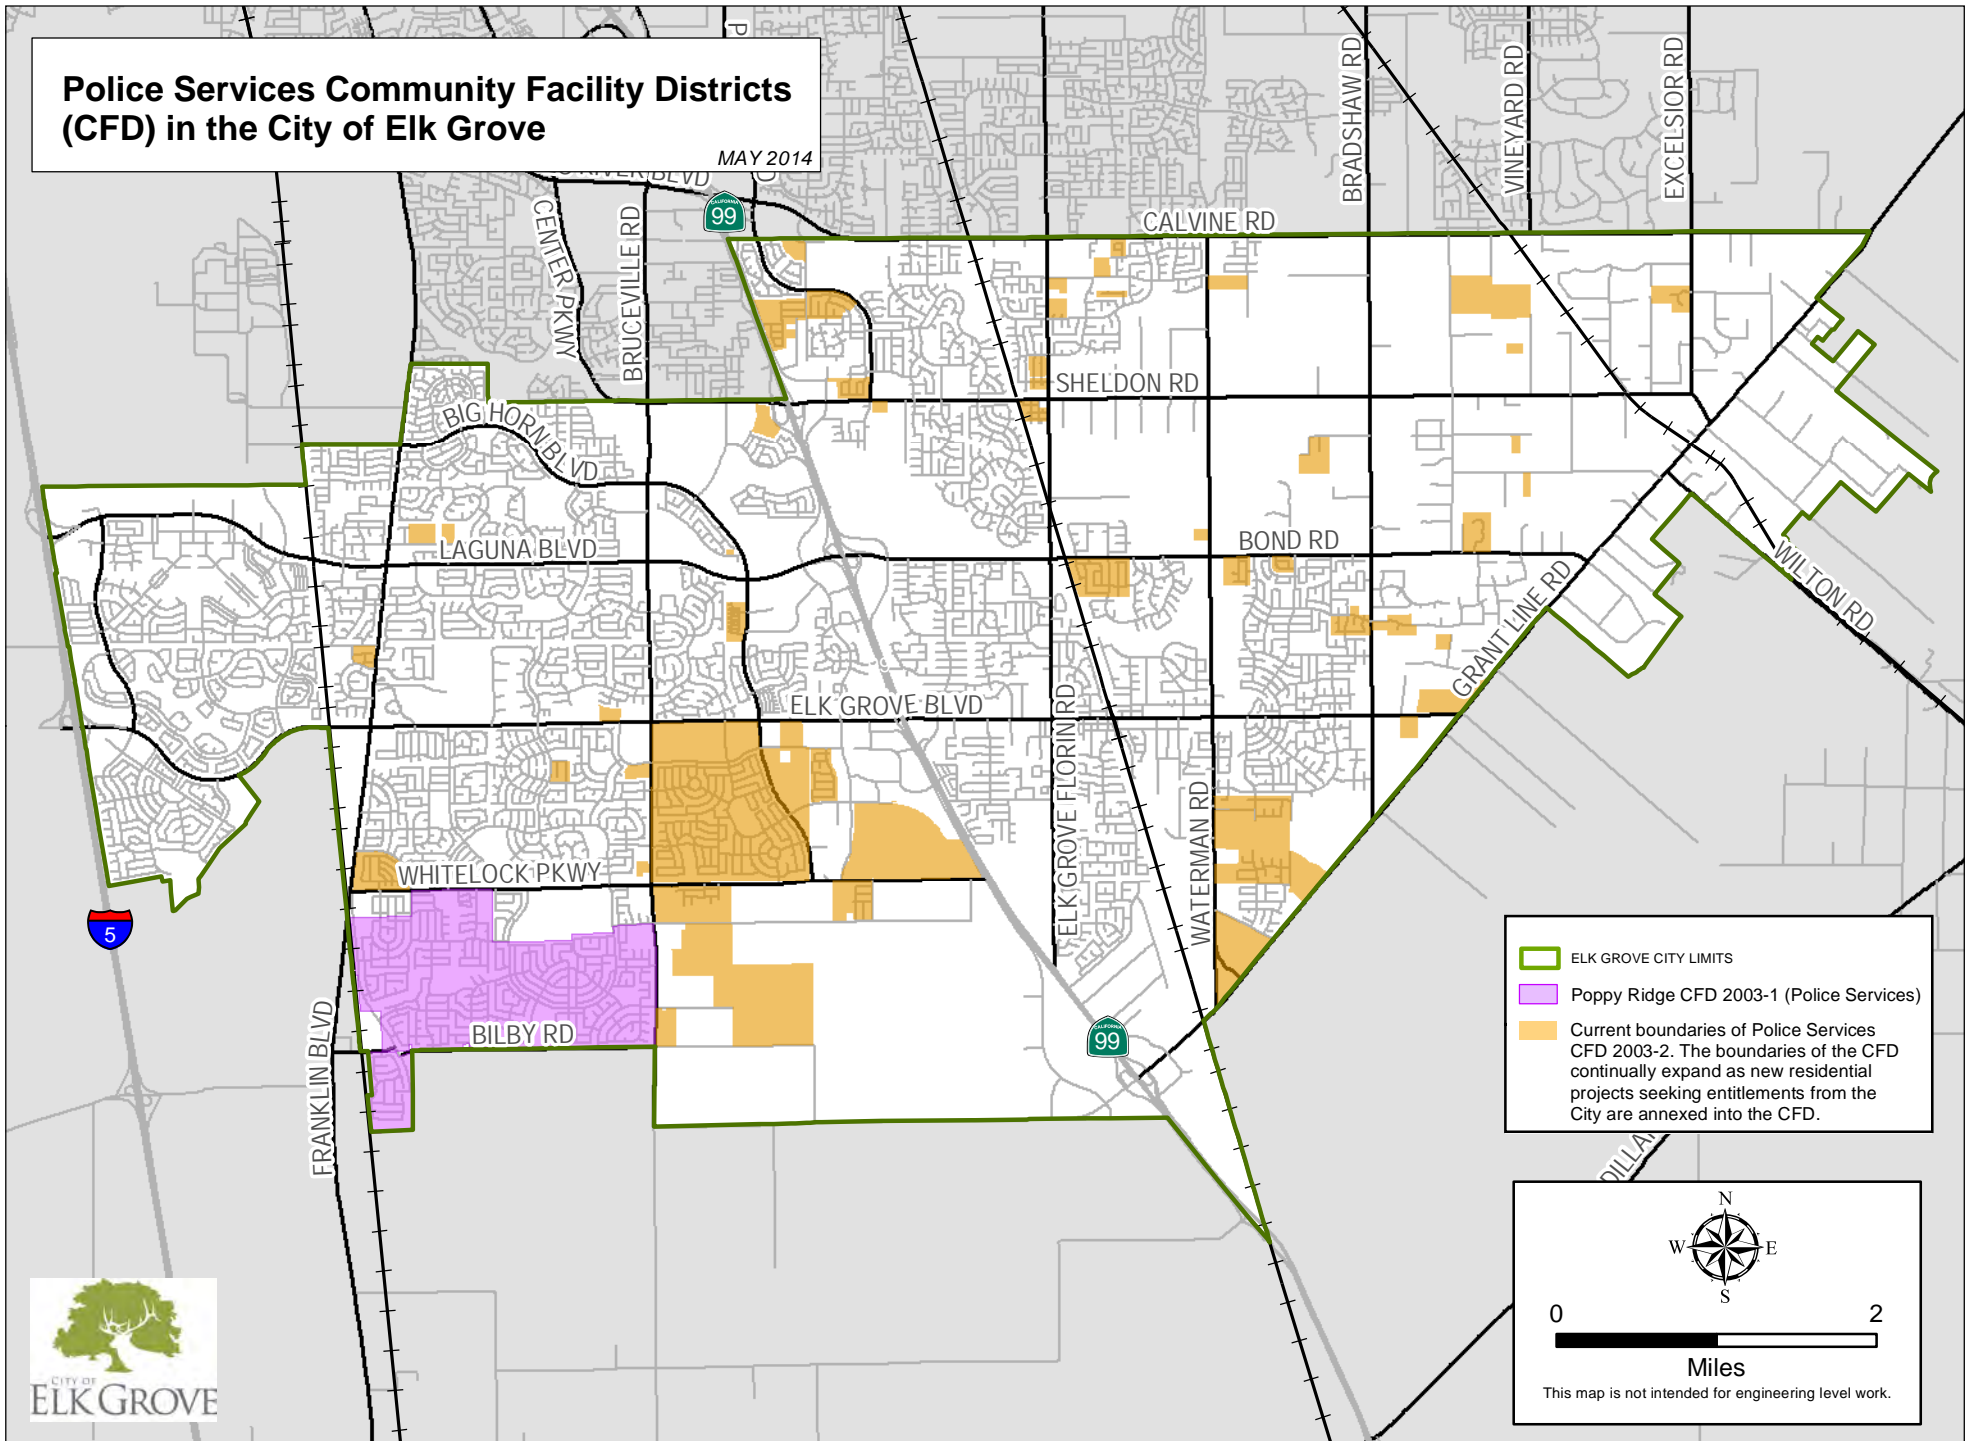 Police Services Community Facility Districts
(CFD) in the City of Elk Grove
MAY 2014
BLVD
CALIFORNIA
99
CENTER PKWY
BRUCEVILLE RD
CALVINE RD
BRADSHAW RD
VINEYARD RD
EXCELSIOR RD
SHELDON RD
BIG HORN BLVD
LAGUNA BLVD
BOND RD
WILTON RD
GRANT LINE RD
ELK GROVE BLVD
ELK GROVE FLORIN RD
WATERMAN RD
WHITELOCK PKWY
5
BILBY RD
FRANKLIN BLVD
CALIFORNIA
99
ELK GROVE CITY LIMITS
Poppy Ridge CFD 2003-1 (Police Services)
Current boundaries of Police Services
CFD 2003-2. The boundaries of the CFD
continually expand as new residential
projects seeking entitlements from the
City are annexed into the CFD.
N
W E
S
0 2
Miles
This map is not intended for engineering level work.
CITY OF
ELK GROVE